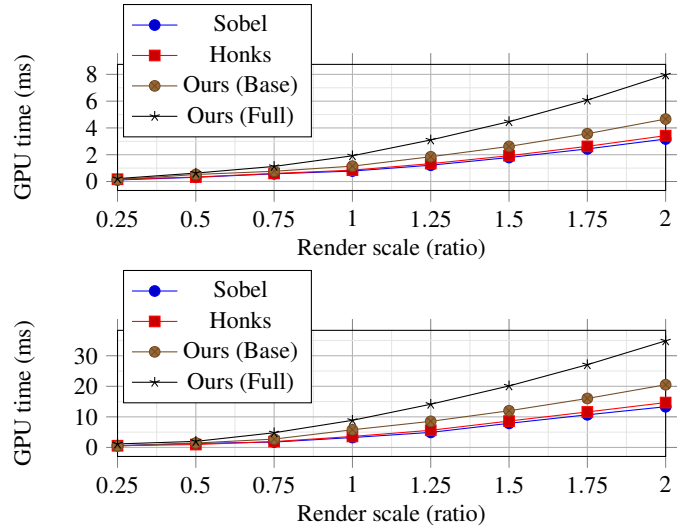 Sobel
Honks
Ours (Base)
Ours (Full)
GPU time (ms)
8
6
4
2
0
0.25 0.5 0.75 1 1.25 1.5 1.75 2
Render scale (ratio)
Sobel
Honks
Ours (Base)
Ours (Full)
GPU time (ms)
30
20
10
0
0.25 0.5 0.75 1 1.25 1.5 1.75 2
Render scale (ratio)